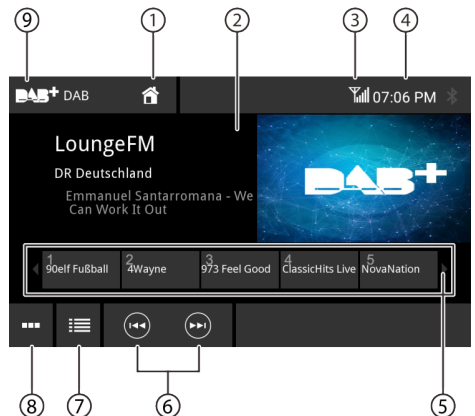 9
1
2
3
4
DAB+ DAB
07:06 PM
LoungeFM
DAB+
DR Deutschland
Emmanuel Santarromana - We
Can Work It Out
1 90elf Fußball
2 4Wayne
3 973 Feel Good
4 ClassicHits Live
5 NovaNation
8
7
6
5